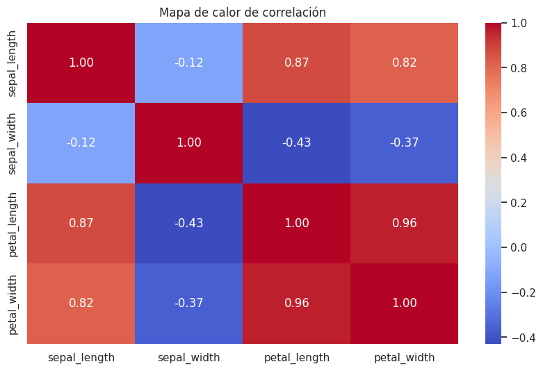 Mapa de calor de correlación
sepal_length
1.00 -0.12 0.87 0.82
sepal_width
-0.12 1.00 -0.43 -0.37
petal_length
0.87 -0.43 1.00 0.96
petal_width
0.82 -0.37 0.96 1.00
sepal_length sepal_width petal_length petal_width
1.0
0.8
0.6
0.4
0.2
0.0
−0.2
−0.4